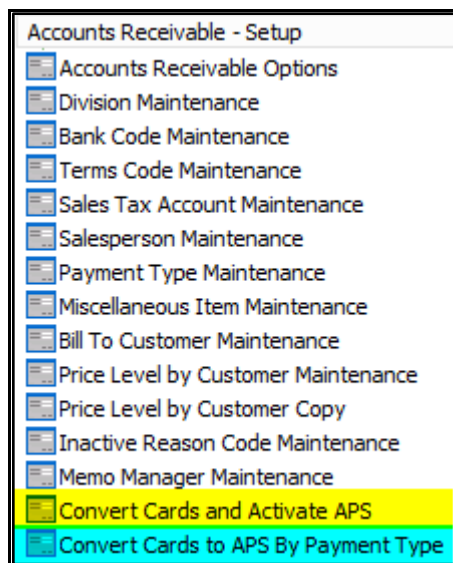 Accounts Receivable - Setup
Accounts Receivable Options
Division Maintenance
Bank Code Maintenance
Terms Code Maintenance
Sales Tax Account Maintenance
Salesperson Maintenance
Payment Type Maintenance
Miscellaneous Item Maintenance
Bill To Customer Maintenance
Price Level by Customer Maintenance
Price Level by Customer Copy
Inactive Reason Code Maintenance
Memo Manager Maintenance
Convert Cards and Activate APS
Convert Cards to APS By Payment Type